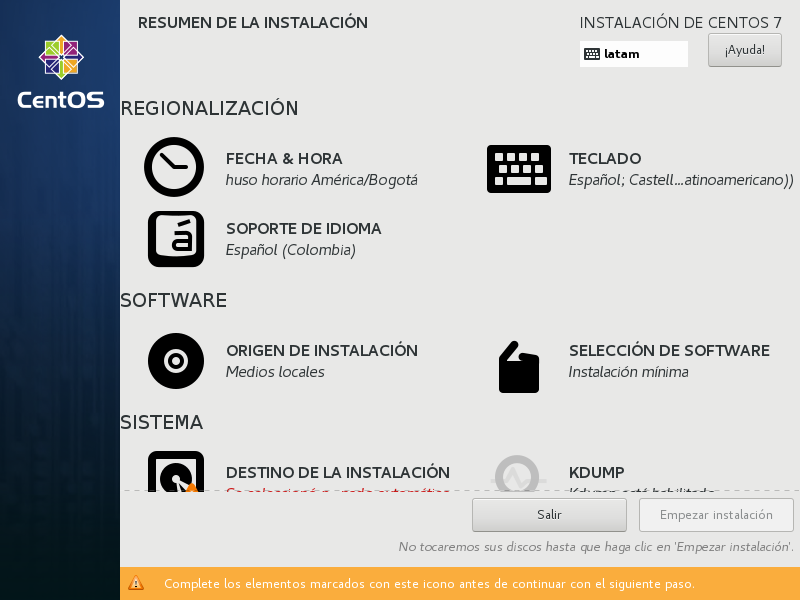 RESUMEN DE LA INSTALACIÓN
INSTALACIÓN DE CENTOS 7
latam
¡Ayuda!
CentOS
REGIONALIZACIÓN
FECHA & HORA
huso horario América/Bogotá
TECLADO
Español; Castell...atinoamericano))
SOPORTE DE IDIOMA
Español (Colombia)
SOFTWARE
ORIGEN DE INSTALACIÓN
Medios locales
SELECCIÓN DE SOFTWARE
Instalación mínima
SISTEMA
DESTINO DE LA INSTALACIÓN
KDUMP
Kdump está habilitado
Salir
Empezar instalación
No tocaremos sus discos hasta que haga clic en 'Empezar instalación'.
Complete los elementos marcados con este icono antes de continuar con el siguiente paso.